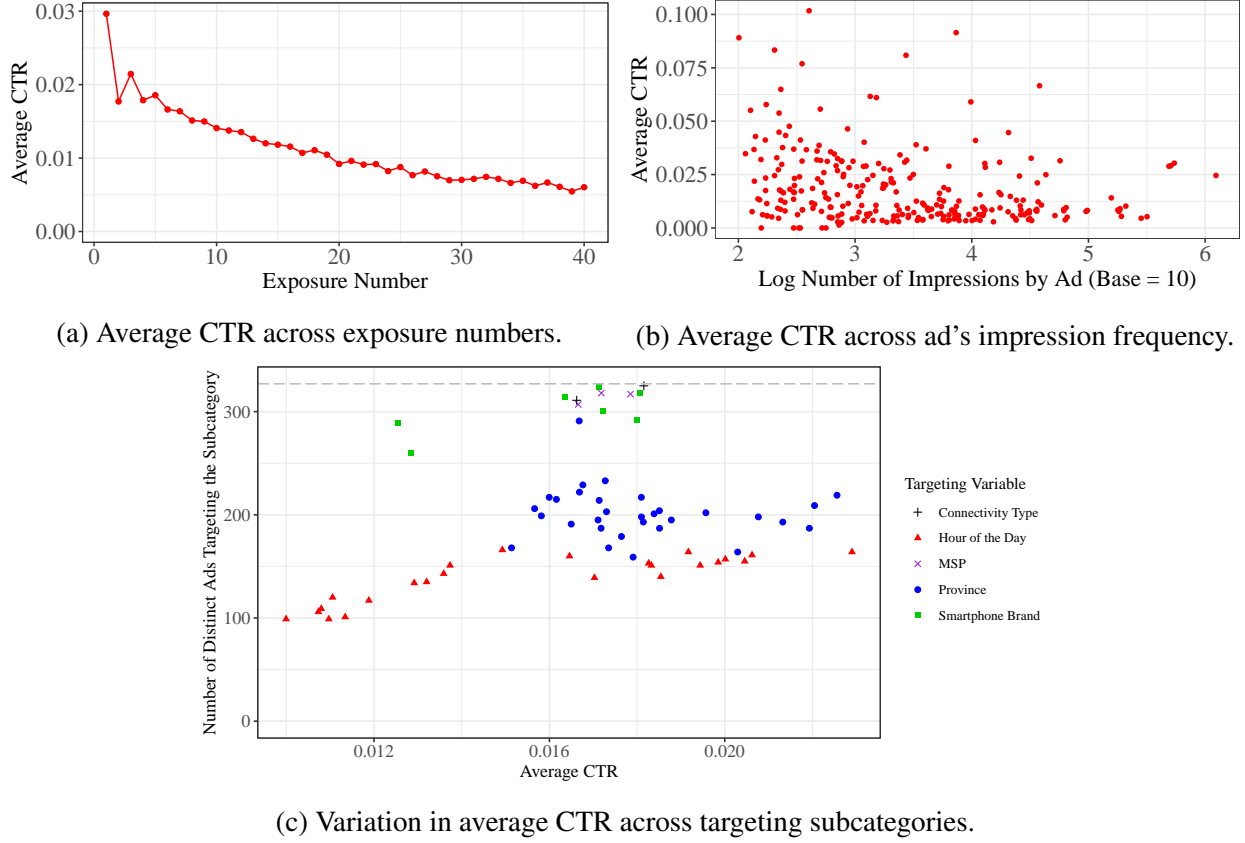 0.03
0.02
0.01
0.00
Average CTR
0 10 20 30 40
Exposure Number
(a) Average CTR across exposure numbers.
0.100
0.075
0.050
0.025
0.000
Average CTR
2 3 4 5 6
Log Number of Impressions by Ad (Base = 10)
(b) Average CTR across ad's impression frequency.
300
200
100
0
Number of Distinct Ads Targeting the Subcategory
0.012 0.016 0.020
Average CTR
Targeting Variable
Connectivity Type
Hour of the Day
MSP
Province
Smartphone Brand
(c) Variation in average CTR across targeting subcategories.